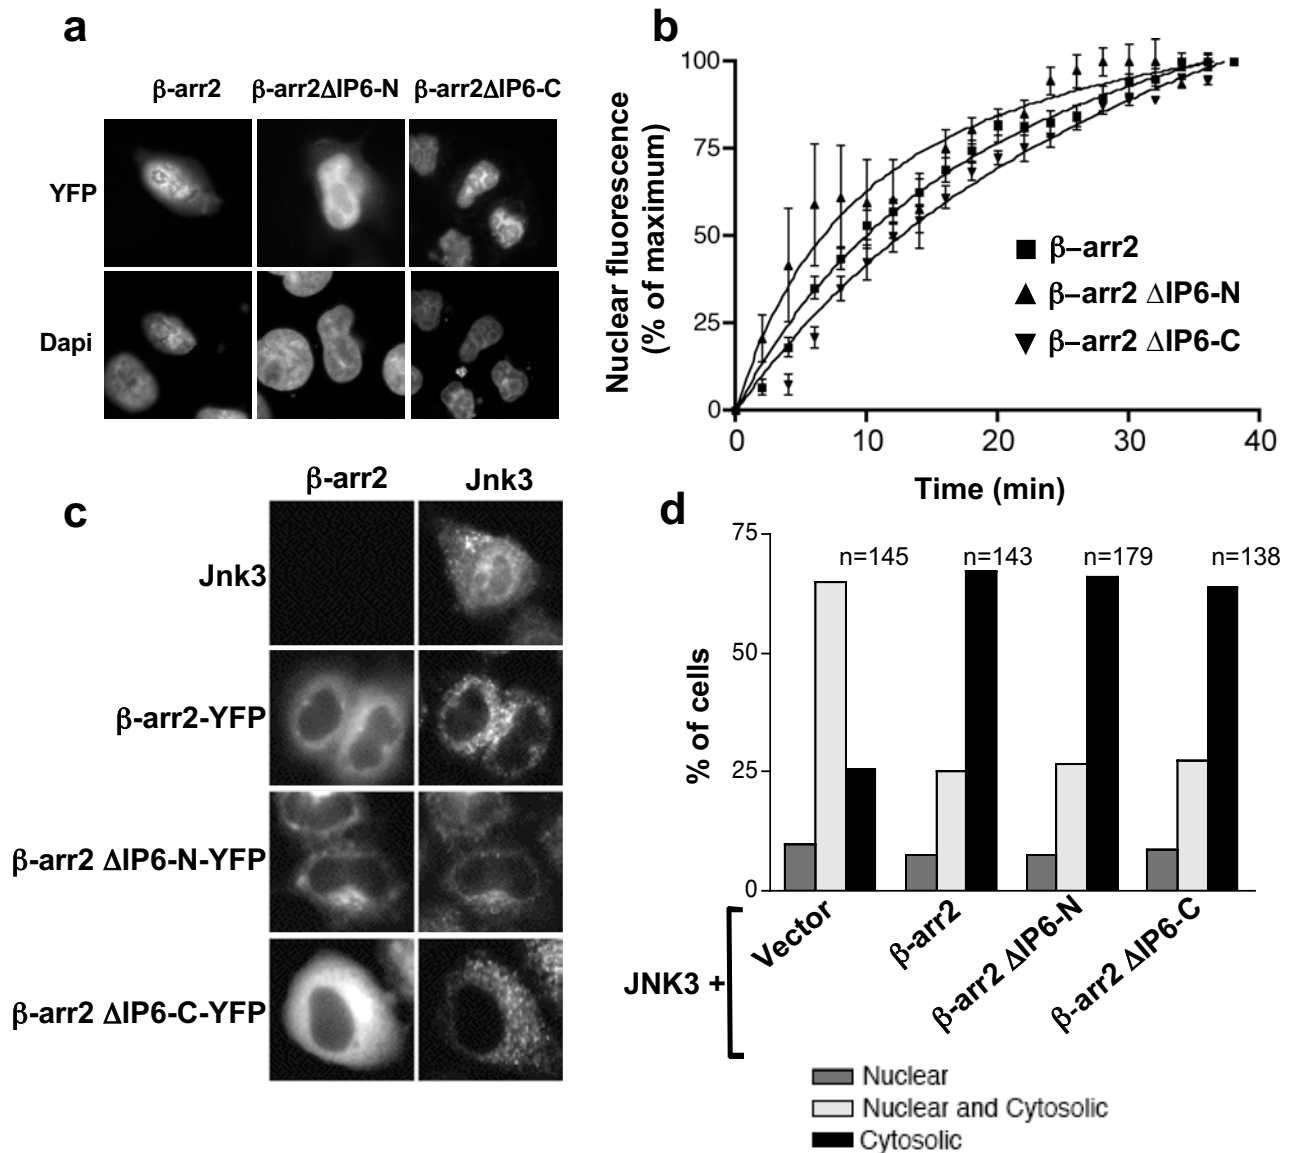 a
β-arr2 β-arr2ΔIP6-N β-arr2ΔIP6-C
YFP
Dapi
b
100
75
50
25
0
0 10 20 30 40
Nuclear fluorescence
(% of maximum)
Time (min)
β–arr2
β–arr2 ΔIP6-N
β–arr2 ΔIP6-C
c
β-arr2 Jnk3
Jnk3
β-arr2-YFP
β-arr2 ΔIP6-N-YFP
β-arr2 ΔIP6-C-YFP
d
75
50
25
0
% of cells
n=145 n=143 n=179 n=138
JNK3 +
Vector
β-arr2
β-arr2 ΔIP6-N
β-arr2 ΔIP6-C
Nuclear
Nuclear and Cytosolic
Cytosolic